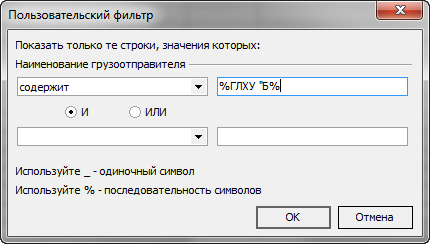 Пользовательский фильтр
Показать только те строки, значения которых:
Наименование грузоотправителя
содержит %ГЛХУ "Б%
И ИЛИ
Используйте _ - одиночный символ
Используйте % - последовательность символов
OK Отмена